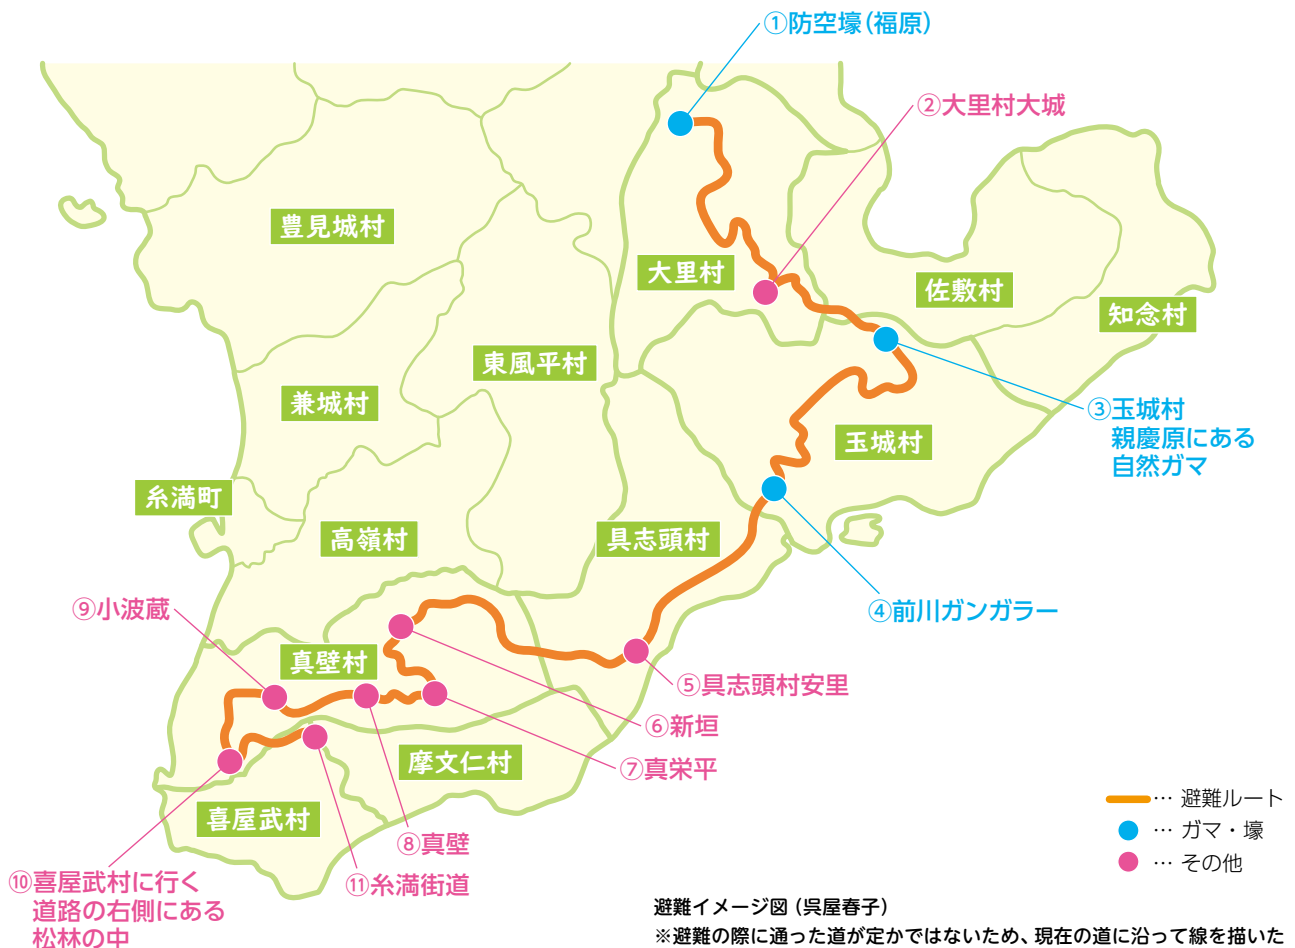 ①防空壕(福原)
②大里村大城
豊見城村
大里村
佐敷村
知念村
東風平村
兼城村
③玉城村
親慶原にある
自然ガマ
玉城村
糸満町
高嶺村
具志頭村
⑨小波蔵
④前川ガンガラー
真壁村
⑤具志頭村安里
⑥新垣
摩文仁村
⑦真栄平
喜屋武村
⑧真壁
⑪糸満街道
⑩喜屋武村に行く
道路の右側にある
松林の中
… 避難ルート
… ガマ・壕
… その他
避難イメージ図(呉屋春子)
※避難の際に通った道が定かではないため、現在の道に沿って線を描いた